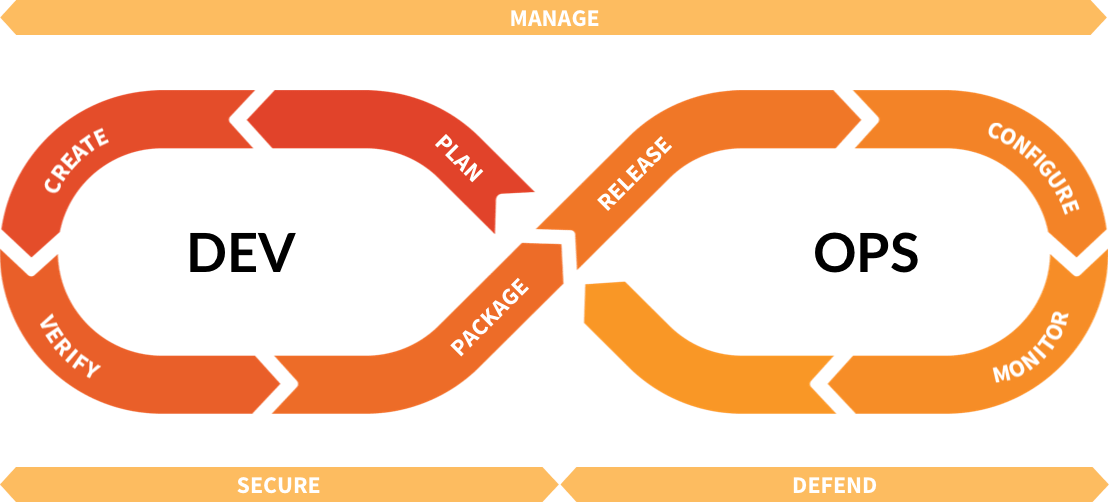 MANAGE
PLAN
CREATE
VERIFY
PACKAGE
RELEASE
CONFIGURE
MONITOR
DEV
OPS
SECURE
DEFEND